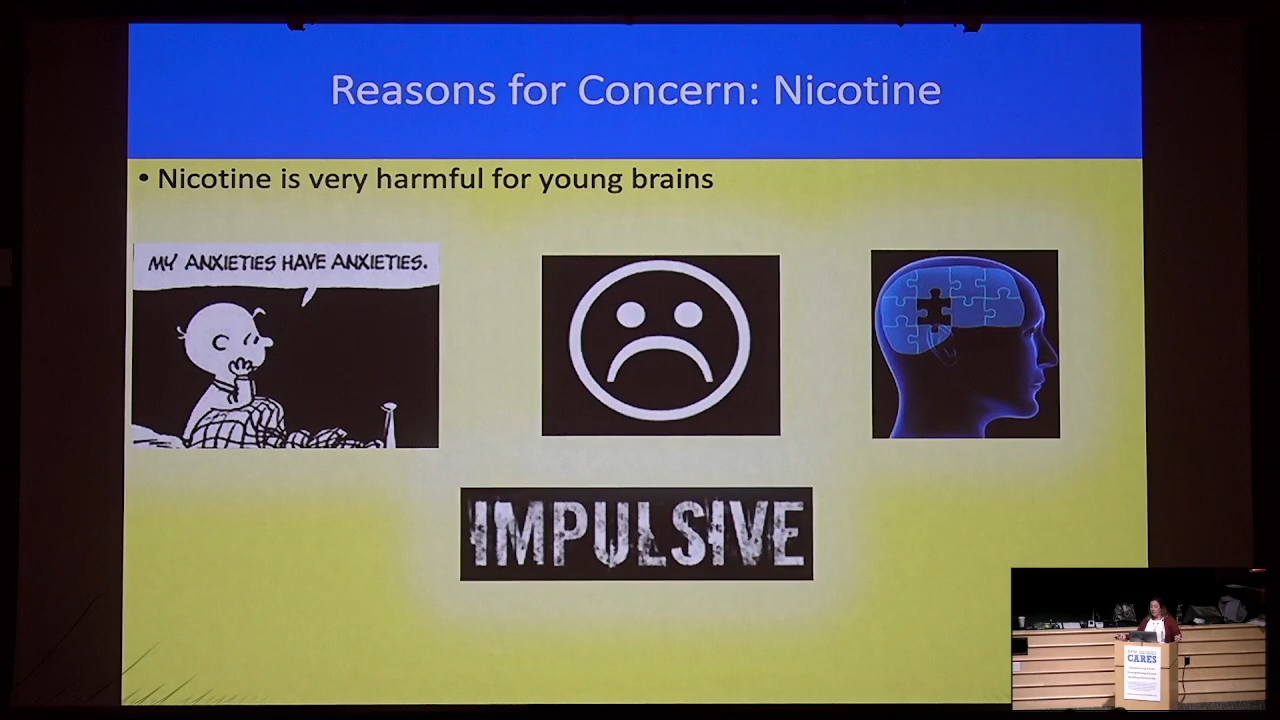 Reasons for Concern: Nicotine
• Nicotine is very harmful for young brains
MY ANXIETIES HAVE ANXIETIES.
IMPULSIVE
CARES